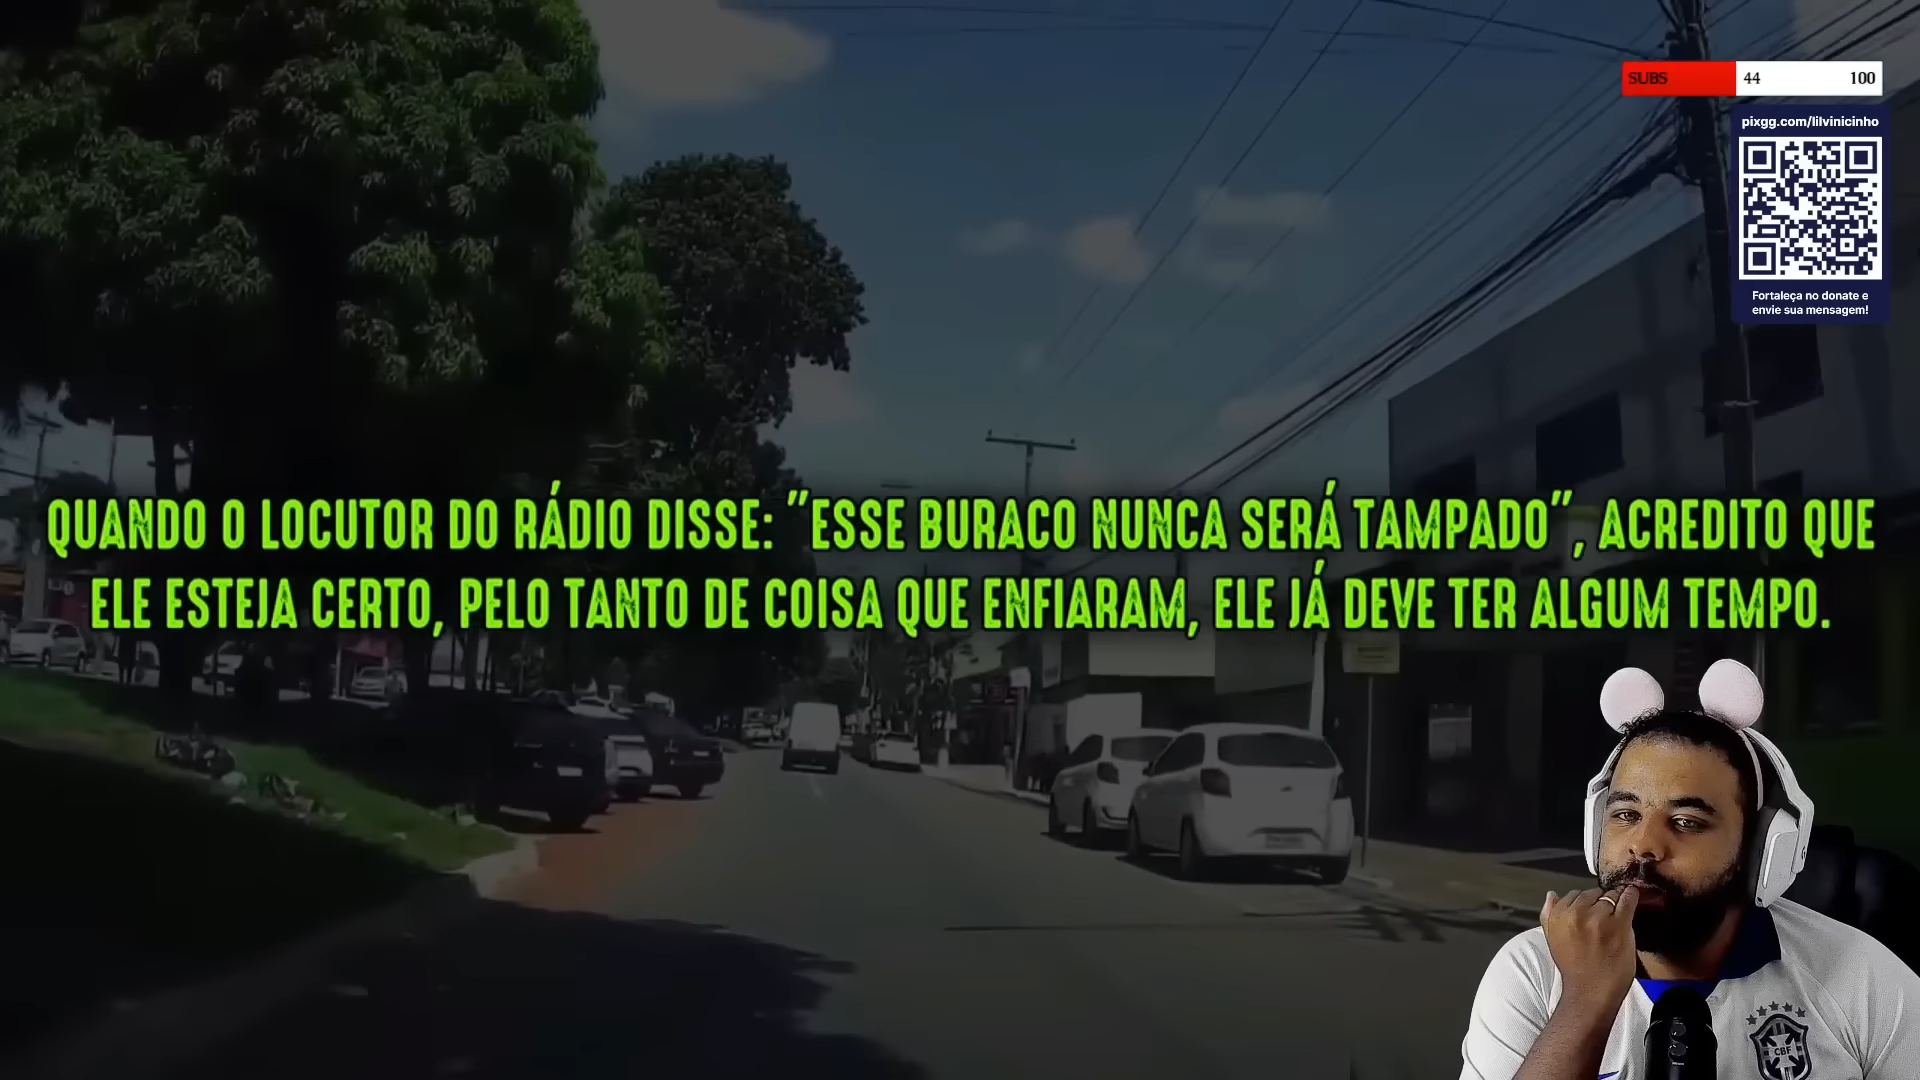 SUBS 44 100
pixgg.com/lilvinicinho
Fortaleça no donate e
envie sua mensagem!
QUANDO O LOCUTOR DO RÁDIO DISSE: "ESSE BURACO NUNCA SERÁ TAMPADO", ACREDITO QUE
ELE ESTEJA CERTO, PELO TANTO DE COISA QUE ENFIARAM, ELE JÁ DEVE TER ALGUM TEMPO.
CBF